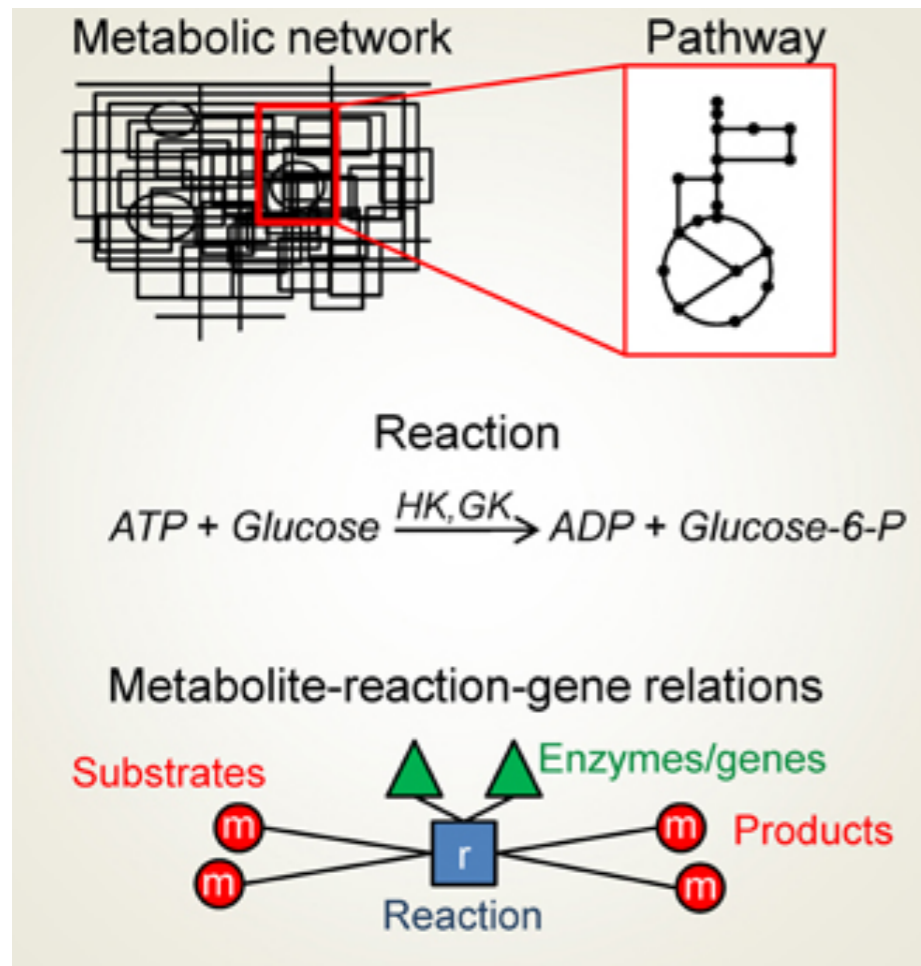 Metabolic network
Pathway
Reaction
ATP + Glucose HK,GK ADP + Glucose-6-P
Metabolite-reaction-gene relations
Substrates
Enzymes/genes
m
m
r
m
m
Products
Reaction